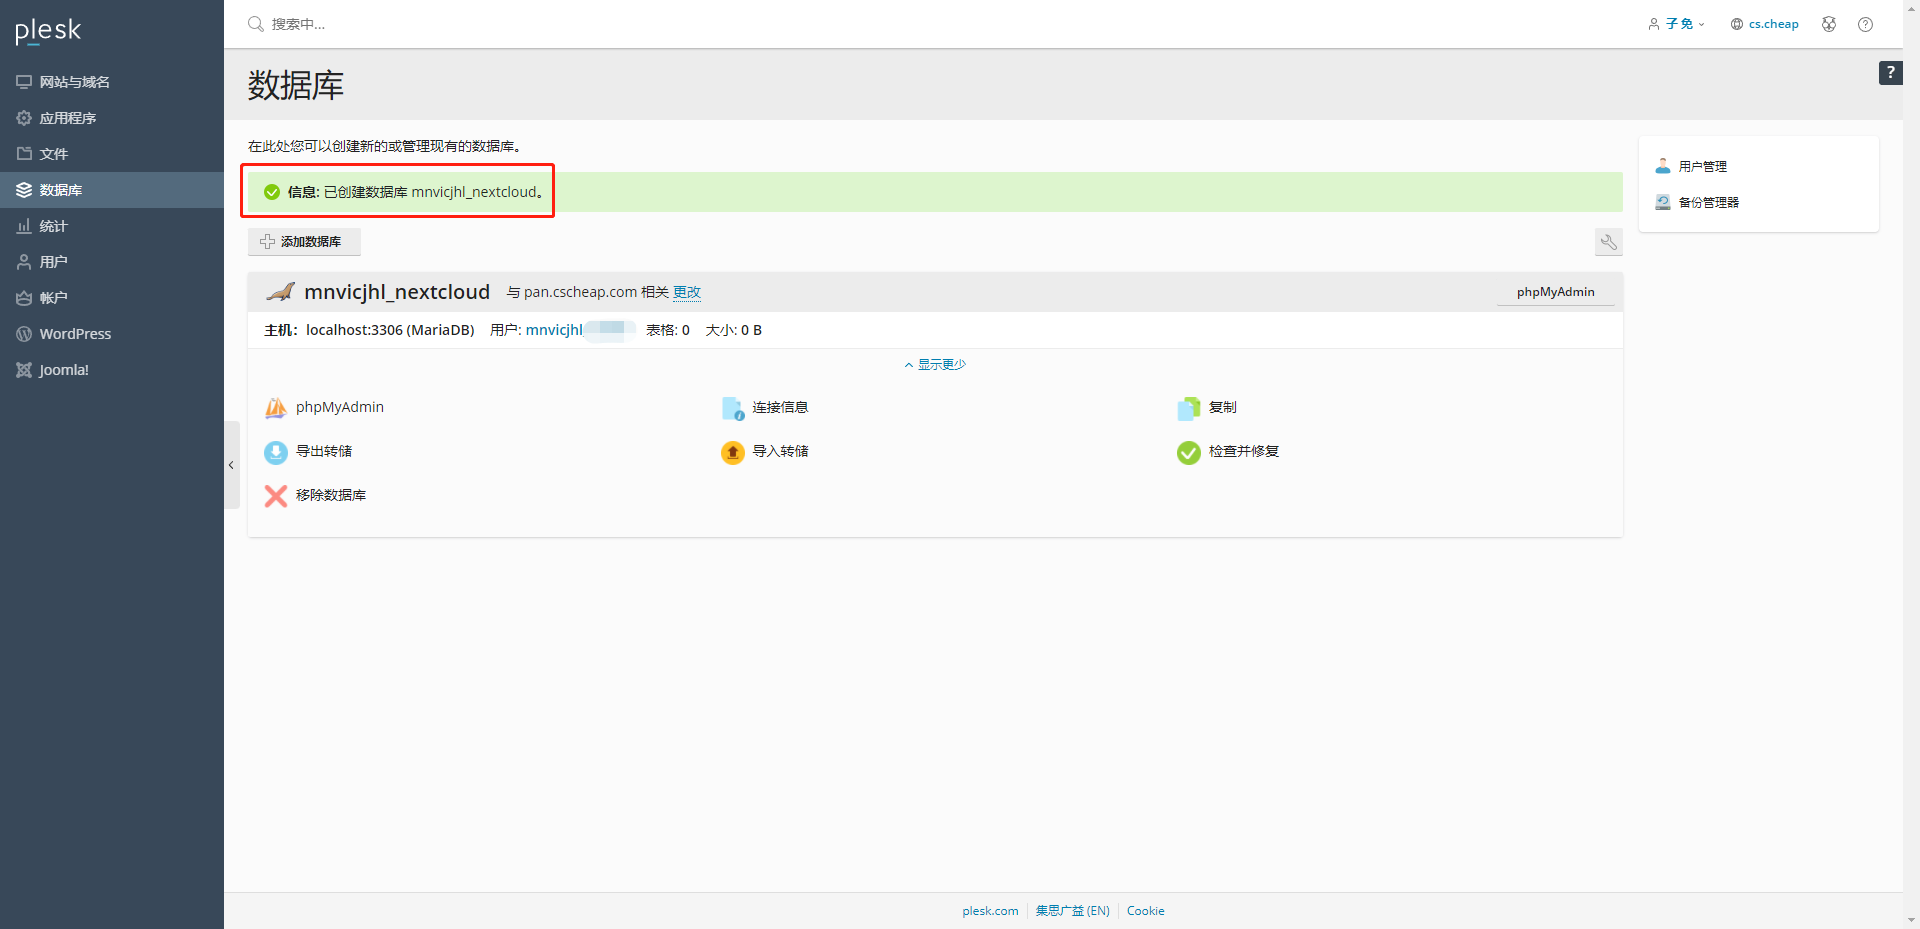 plesk
搜索中...
子 免
cs.cheap
网站与域名
应用程序
文件
数据库
统计
用户
帐户
WordPress
Joomla!
数据库
?
在此处您可以创建新的或管理现有的数据库。
信息: 已创建数据库 mnvicjhl_nextcloud。
添加数据库
mnvicjhl_nextcloud 与 pan.cscheap.com 相关 更改
phpMyAdmin
主机: localhost:3306 (MariaDB) 用户: mnvicjhl 表格: 0 大小: 0 B
显示更少
phpMyAdmin
连接信息
复制
导出转储
导入转储
检查并修复
移除数据库
用户管理
备份管理器
plesk.com
集思广益 (EN)
Cookie